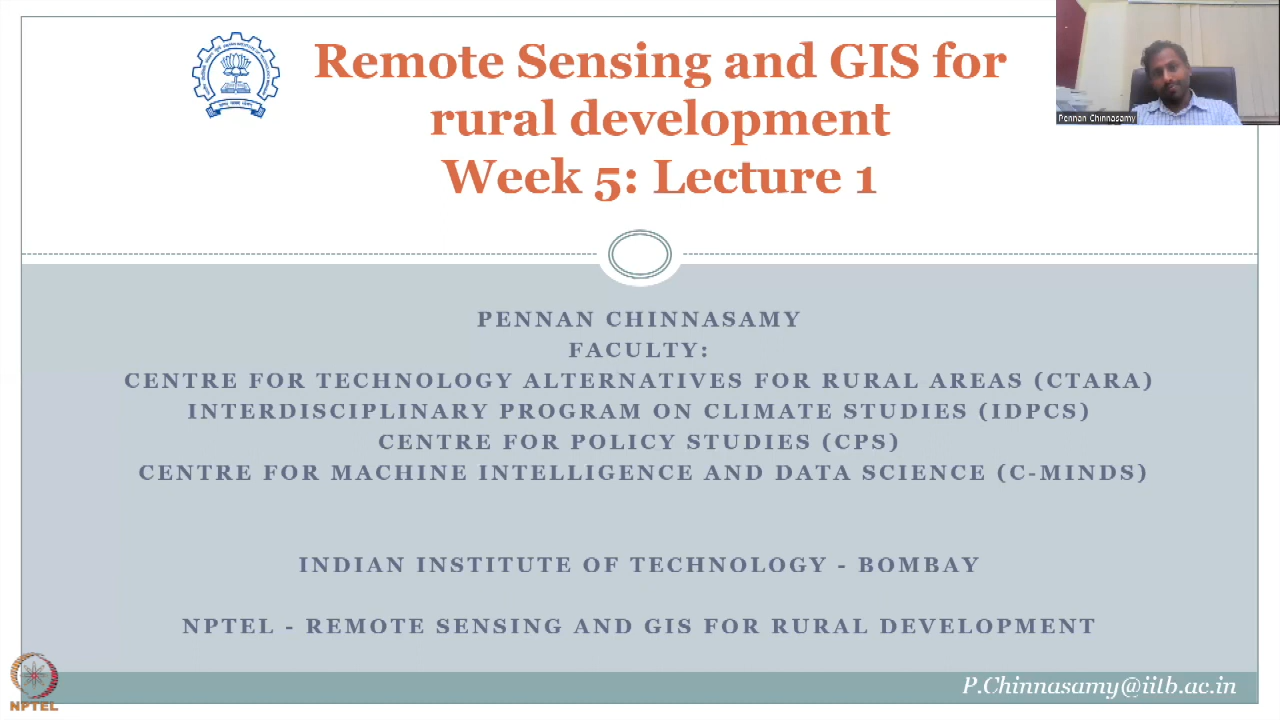 Remote Sensing and GIS for
rural development
Week 5: Lecture 1
Pennan Chinnasamy
PENNAN CHINNASAMY
FACULTY:
CENTRE FOR TECHNOLOGY ALTERNATIVES FOR RURAL AREAS (CTARA)
INTERDISCIPLINARY PROGRAM ON CLIMATE STUDIES (IDPCS)
CENTRE FOR POLICY STUDIES (CPS)
CENTRE FOR MACHINE INTELLIGENCE AND DATA SCIENCE (C-MINDS)
INDIAN INSTITUTE OF TECHNOLOGY - BOMBAY
NPTEL - REMOTE SENSING AND GIS FOR RURAL DEVELOPMENT
P.Chinnasamy@iitb.ac.in
NPTEL